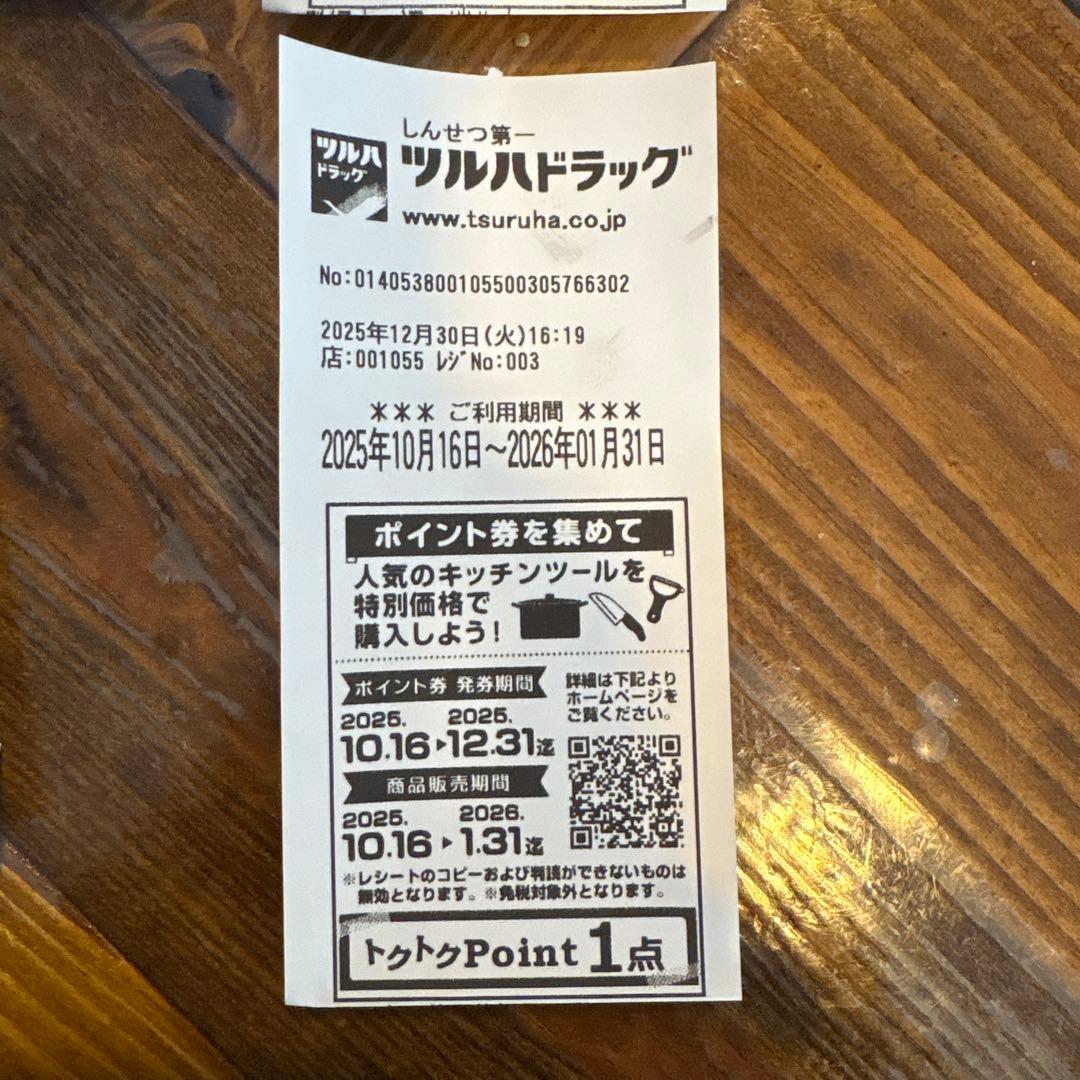 ツルハ
ドラッグ
しんせつ第一
ツルハドラッグ
www.tsuruha.co.jp
No:014053800105500305766302
2025年12月30日(火)16:19
店:001055 ﾚｼﾞNo:003
*** ご利用期間 ***
2025年10月16日～2026年01月31日
ポイント券を集めて
人気のキッチンツールを
特別価格で
購入しよう!
ポイント券 発券期間
2025. 2025.
10.16▶12.31迄
商品販売期間
2025. 2026.
10.16▶1.31迄
詳細は下記より
ホームページを
ご覧ください。
※レシートのコピーおよび判読ができないものは
無効となります。※免税対象外となります。
トクトクPoint 1点